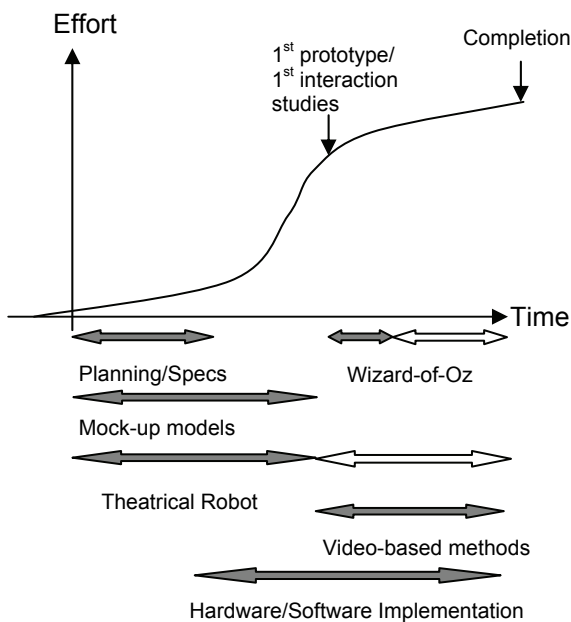 Effort
1st prototype/
1st interaction
studies
Completion
Time
Planning/Specs
Wizard-of-Oz
Mock-up models
Theatrical Robot
Video-based methods
Hardware/Software Implementation